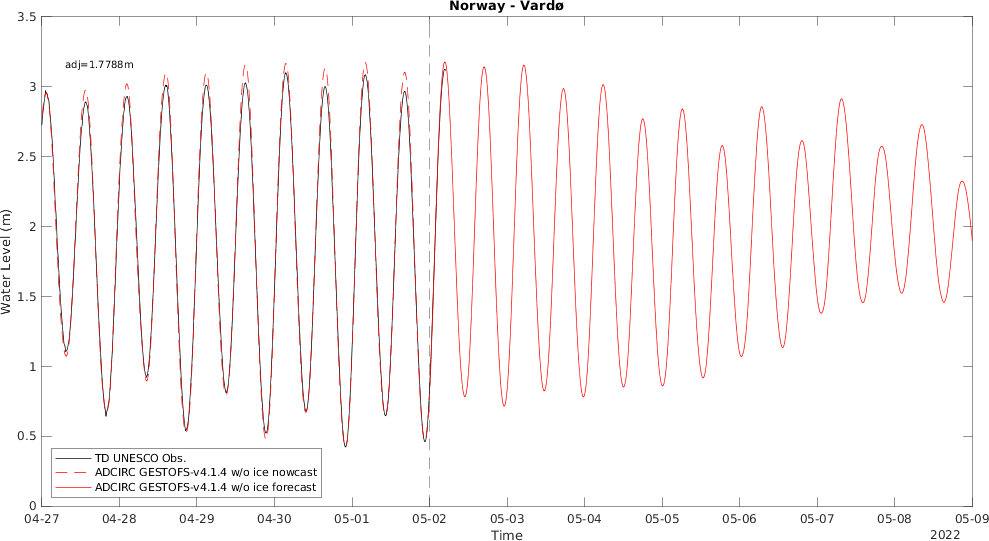 Norway - Vardø
3.5
adj=1.7788m
3
2.5
2
1.5
1
0.5
0
Water Level (m)
TD UNESCO Obs.
ADCIRC GESTOFS-v4.1.4 w/o ice nowcast
ADCIRC GESTOFS-v4.1.4 w/o ice forecast
04-27 04-28 04-29 04-30 05-01 05-02 05-03 05-04 05-05 05-06 05-07 05-08 05-09
Time
2022